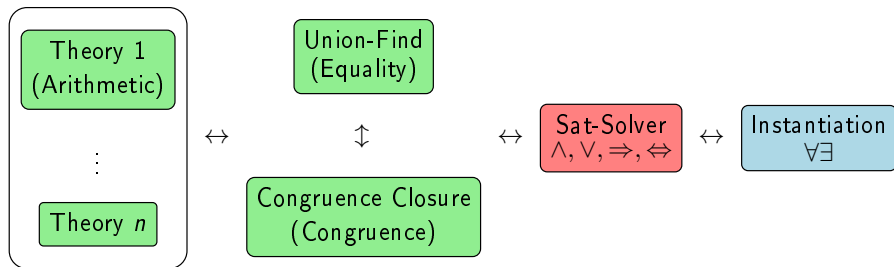 Theory 1
(Arithmetic)
⋮
Theory n
↔
Union-Find
(Equality)
↕
Congruence Closure
(Congruence)
↔
Sat-Solver
∧, ∨, ⇒, ⇔
↔
Instantiation
∀∃